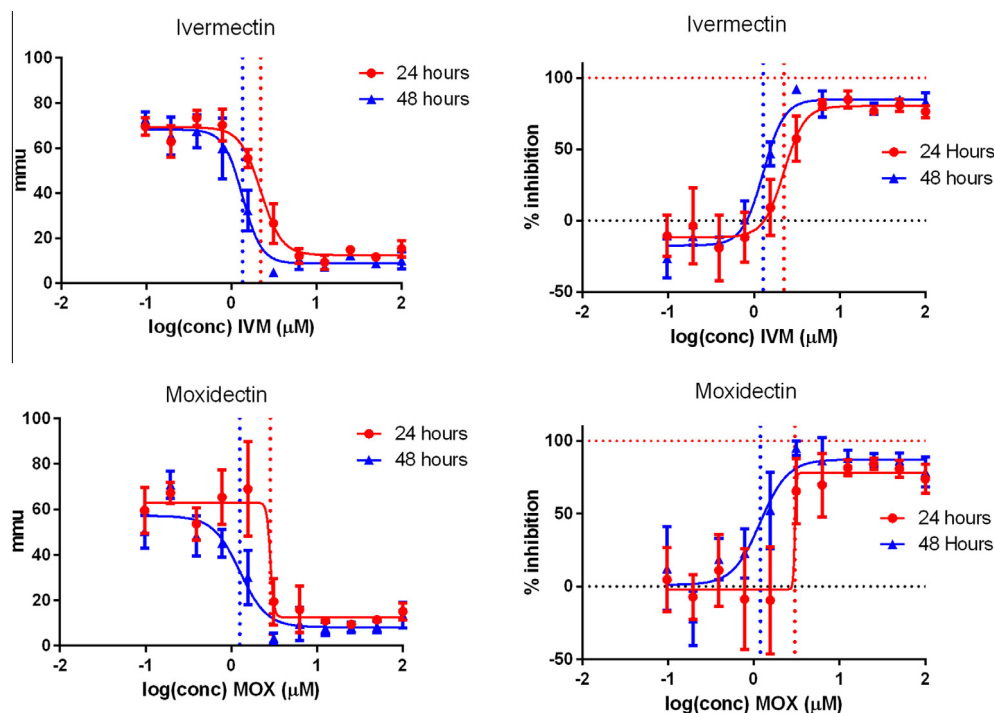 Ivermectin
100
80
60
40
20
0
mmu
-2
-1
0
1
2
log(conc) IVM (μM)
24 hours
48 hours
Ivermectin
100
50
0
-50
% inhibition
-2
-1
0
1
2
log(conc) IVM (μM)
24 Hours
48 hours
Moxidectin
100
80
60
40
20
0
mmu
-2
-1
0
1
2
log(conc) MOX (μM)
24 hours
48 hours
Moxidectin
100
50
0
-50
% inhibition
-2
-1
0
1
2
log(conc) MOX (μM)
24 hours
48 Hours